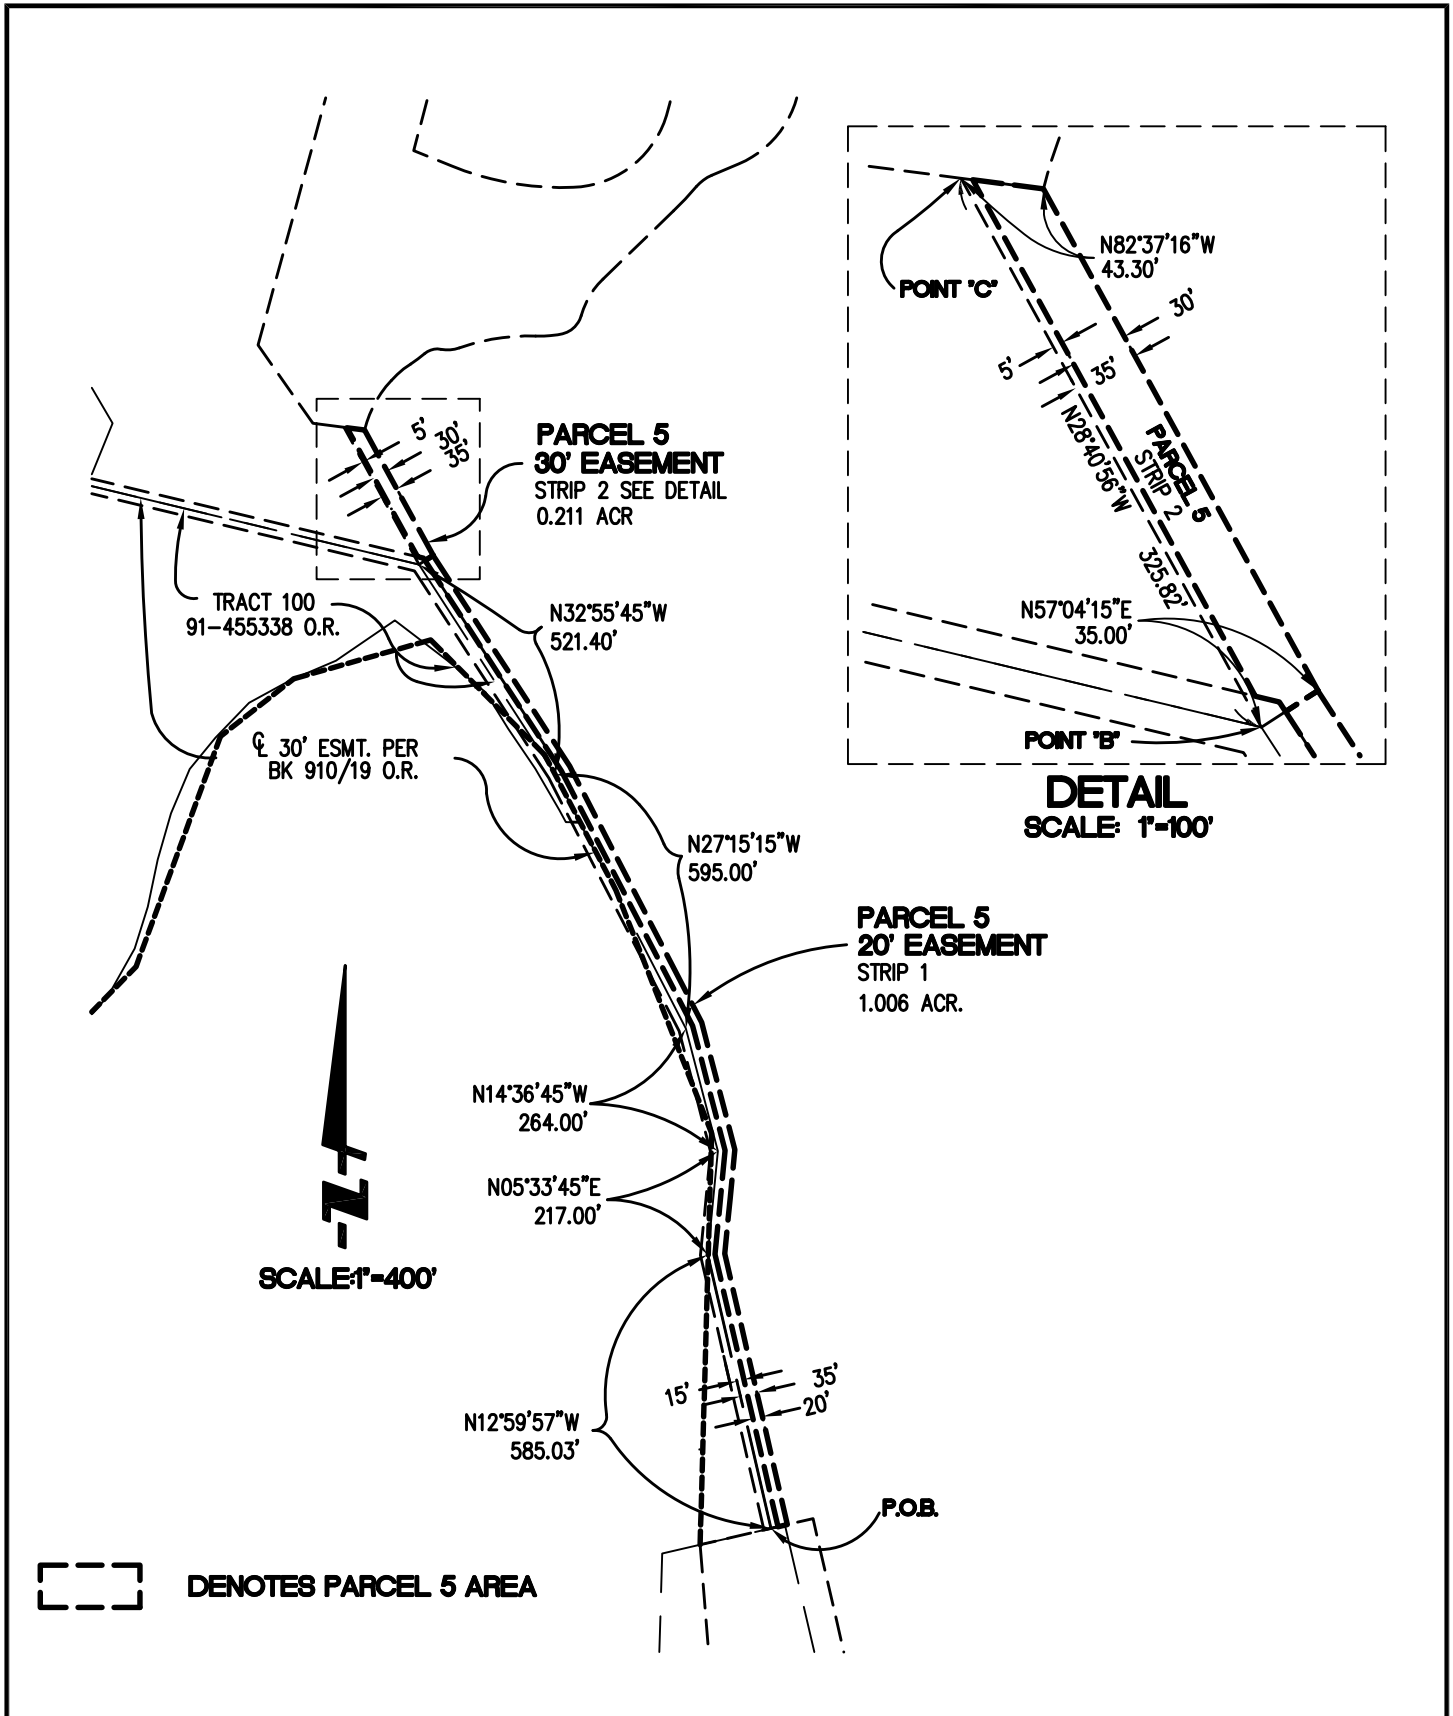 N82°37'16"W
43.30'
POINT "C"
30'
5'
35'
N28°40'56"W
325.82'
PARCEL 5
STRIP 2
N57°04'15"E
35.00'
POINT "B"
DETAIL
SCALE: 1"=100'
5'
30'
35'
PARCEL 5
30' EASEMENT
STRIP 2 SEE DETAIL
0.211 ACR
TRACT 100
91-455338 O.R.
N32°55'45"W
521.40'
℄ 30' ESMT. PER
BK 910/19 O.R.
N27°15'15"W
595.00'
PARCEL 5
20' EASEMENT
STRIP 1
1.006 ACR.
N14°36'45"W
264.00'
N05°33'45"E
217.00'
N
SCALE:1"=400'
15'
35'
20'
N12°59'57"W
585.03'
P.O.B.
DENOTES PARCEL 5 AREA